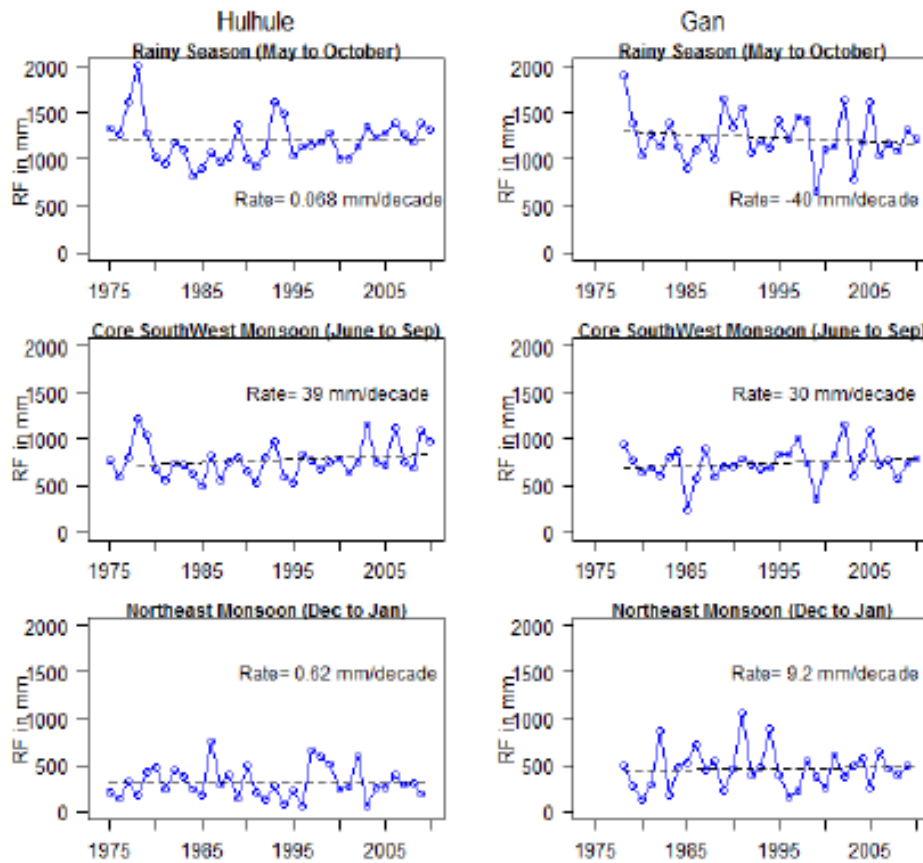 Hulhule
Gan
Rainy Season (May to October)
RF in mm
2000
1500
1000
500
0
Rate= 0.068 mm/decade
1975 1985 1995 2005
Rainy Season (May to October)
RF in mm
2000
1500
1000
500
0
Rate= -40 mm/decade
1975 1985 1995 2005
Core SouthWest Monsoon (June to Sep)
RF in mm
2000
1500
1000
500
0
Rate= 39 mm/decade
1975 1985 1995 2005
Core SouthWest Monsoon (June to Sep)
RF in mm
2000
1500
1000
500
0
Rate= 30 mm/decade
1975 1985 1995 2005
Northeast Monsoon (Dec to Jan)
RF in mm
2000
1500
1000
500
0
Rate= 0.62 mm/decade
1975 1985 1995 2005
Northeast Monsoon (Dec to Jan)
RF in mm
2000
1500
1000
500
0
Rate= 9.2 mm/decade
1975 1985 1995 2005